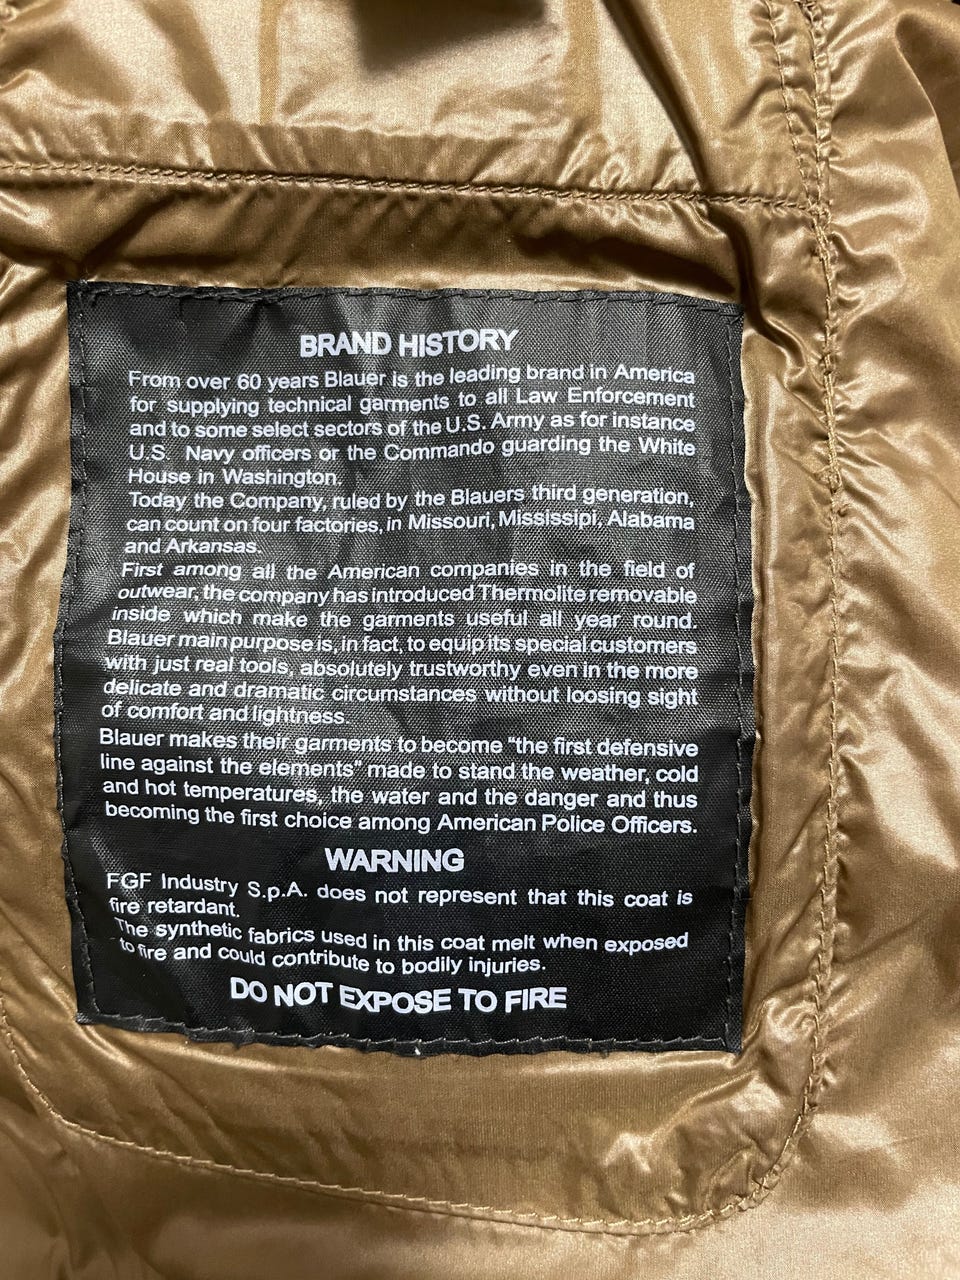 BRAND HISTORY
From over 60 years Blauer is the leading brand in America
for supplying technical garments to all Law Enforcement
and to some select sectors of the U.S. Army as for instance
U.S. Navy officers or the Commando guarding the White
House in Washington.
Today the Company, ruled by the Blauers third generation,
can count on four factories, in Missouri, Mississipi, Alabama
and Arkansas.
First among all the American companies in the field of
outwear, the company has introduced Thermolite removable
inside which make the garments useful all year round.
Blauer main purpose is, in fact, to equip its special customers
with just real tools, absolutely trustworthy even in the more
delicate and dramatic circumstances without loosing sight
of comfort and lightness.
Blauer makes their garments to become “the first defensive
line against the elements” made to stand the weather, cold
and hot temperatures, the water and the danger and thus
becoming the first choice among American Police Officers.
WARNING
FGF Industry S.p.A. does not represent that this coat is
fire retardant.
The synthetic fabrics used in this coat melt when exposed
to fire and could contribute to bodily injuries.
DO NOT EXPOSE TO FIRE